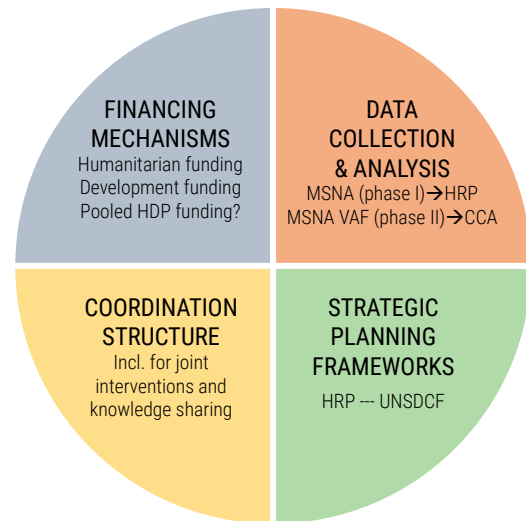 FINANCING
MECHANISMS
Humanitarian funding
Development funding
Pooled HDP funding?
DATA
COLLECTION
& ANALYSIS
MSNA (phase I)→HRP
MSNA VAF (phase II)→CCA
COORDINATION
STRUCTURE
Incl. for joint
interventions and
knowledge sharing
STRATEGIC
PLANNING
FRAMEWORKS
HRP --- UNSDCF